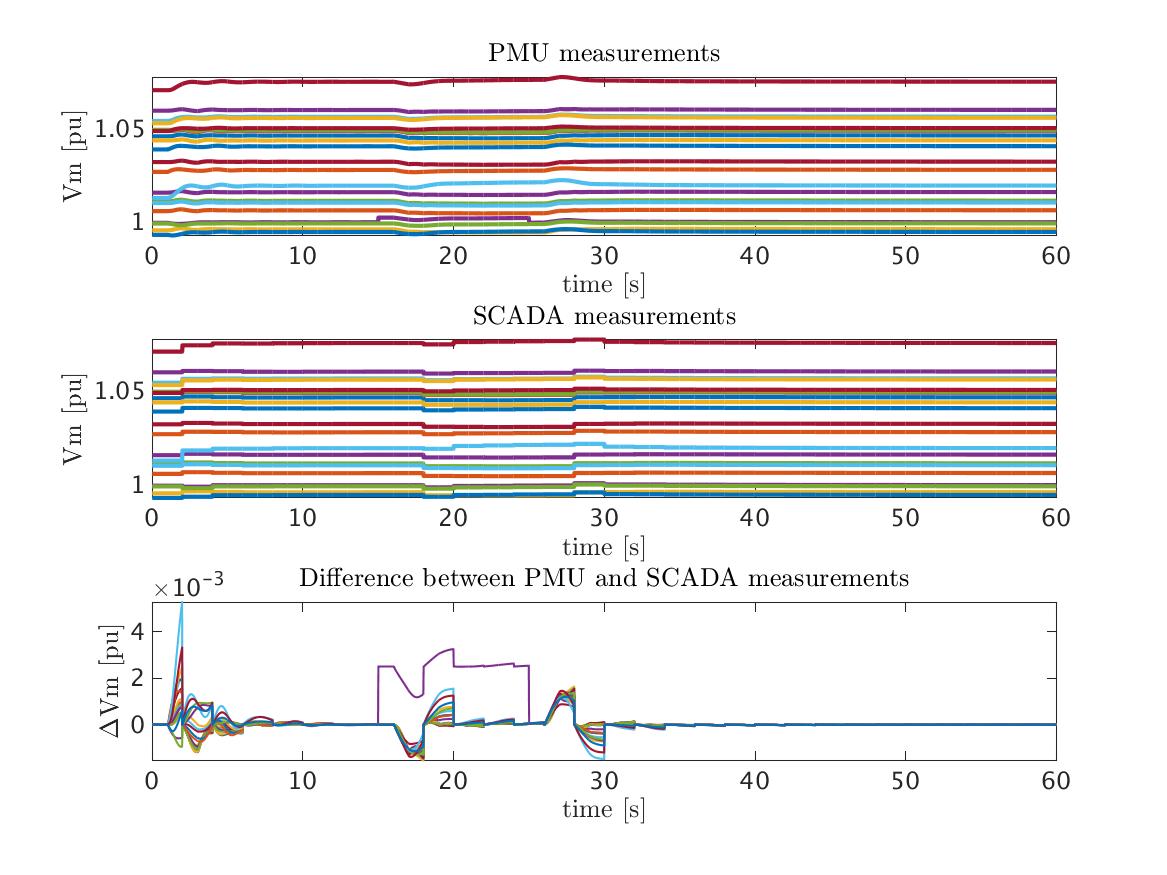 PMU measurements
Vm [pu]
1.05
1
0 10 20 30 40 50 60
time [s]
SCADA measurements
Vm [pu]
1.05
1
0 10 20 30 40 50 60
time [s]
Difference between PMU and SCADA measurements
×10⁻³
ΔVm [pu]
4
2
0
0 10 20 30 40 50 60
time [s]